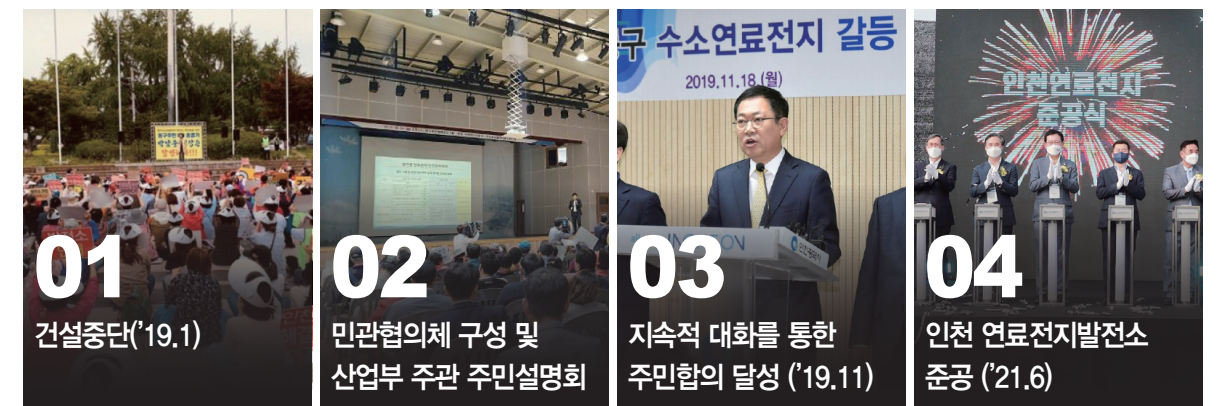 01
건설중단('19.1)
02
민관협의체 구성 및
산업부 주관 주민설명회
구 수소연료전지 갈등
2019.11.18 (월)
03
지속적 대화를 통한
주민합의 달성 ('19.11)
인천연료전지
준공식
04
인천 연료전지발전소
준공 ('21.6)